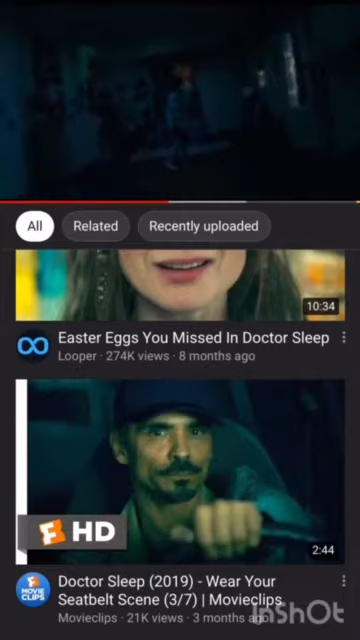 All
Related
Recently uploaded
10:34
Easter Eggs You Missed In Doctor Sleep
Looper · 274K views · 8 months ago
HD
2:44
MOVIE CLIPS
Doctor Sleep (2019) - Wear Your
Seatbelt Scene (3/7) | Movieclips
Movieclips · 21K views · 3 months ago
InShOt